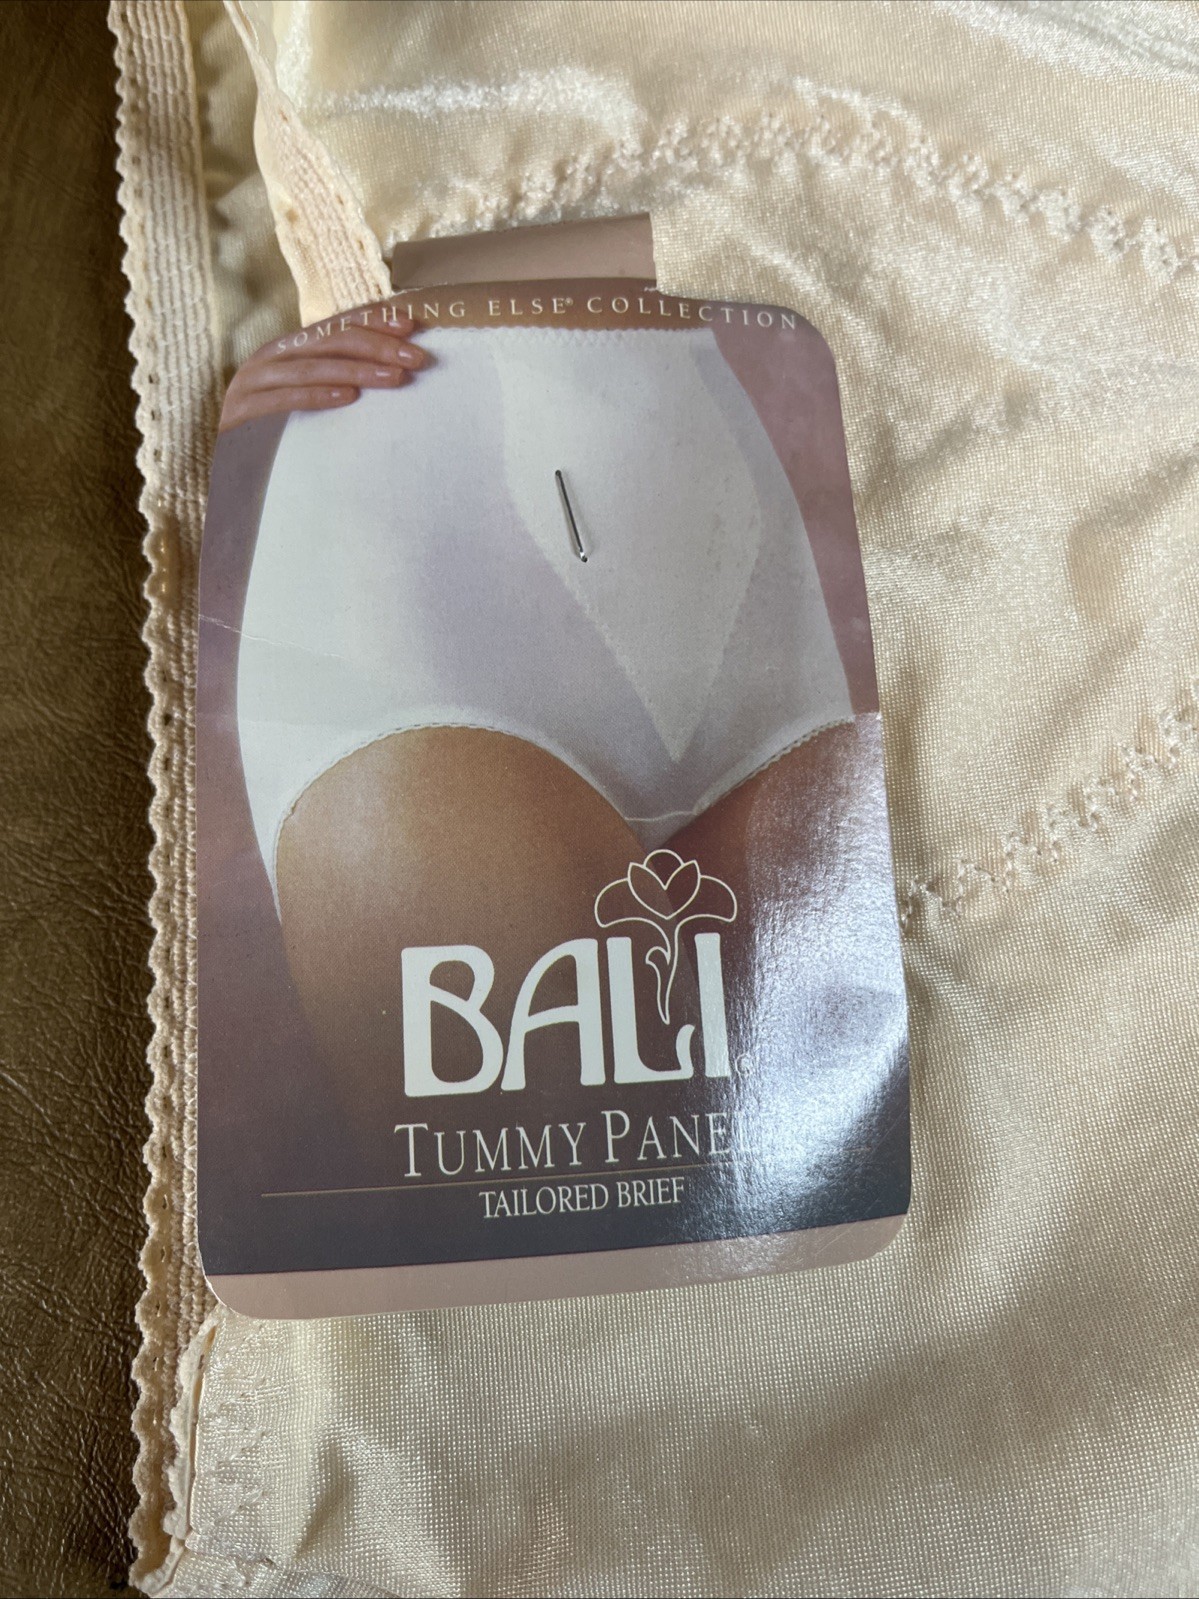 SOMETHING ELSE® COLLECTION
BALI®
TUMMY PANEL
TAILORED BRIEF